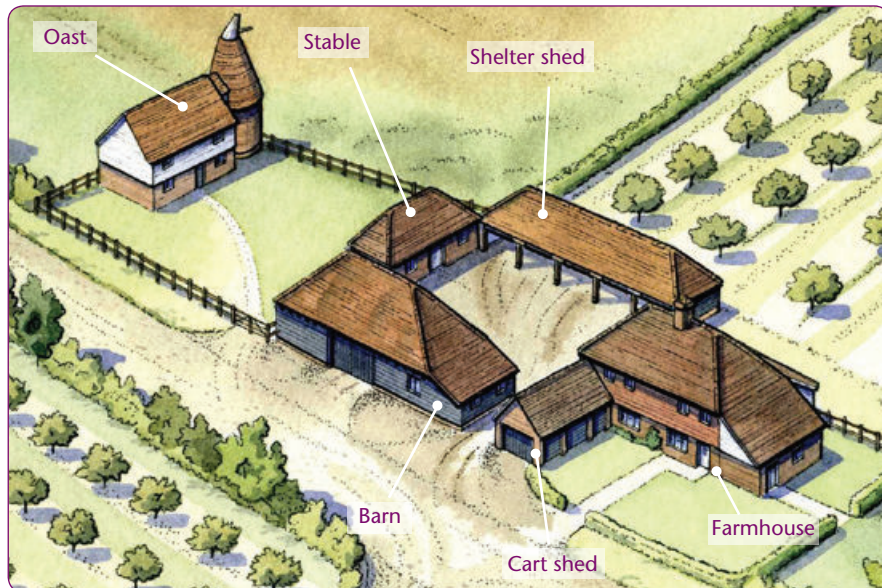 Oast
Stable
Shelter shed
Barn
Cart shed
Farmhouse